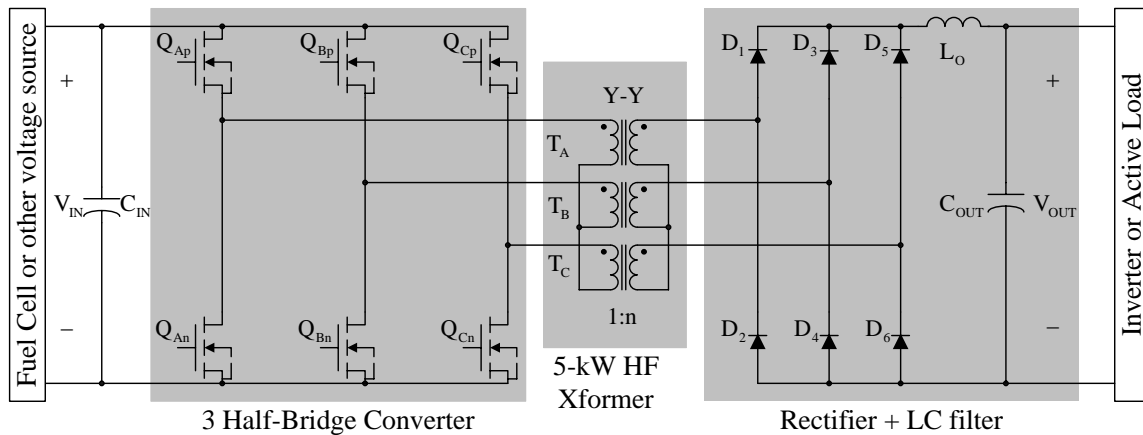 Fuel Cell or other voltage source
+
V_IN
−
C_IN
Q_Ap
Q_Bp
Q_Cp
Q_An
Q_Bn
Q_Cn
3 Half-Bridge Converter
Y-Y
T_A
T_B
T_C
1:n
5-kW HF
Xformer
D_1
D_3
D_5
L_O
D_2
D_4
D_6
C_OUT
+
V_OUT
−
Rectifier + LC filter
Inverter or Active Load